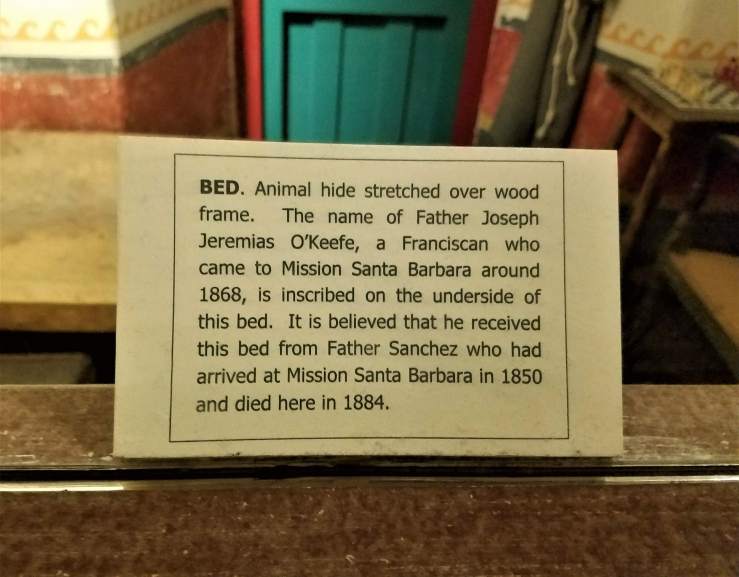 BED. Animal hide stretched over wood
frame. The name of Father Joseph
Jeremias O'Keefe, a Franciscan who
came to Mission Santa Barbara around
1868, is inscribed on the underside of
this bed. It is believed that he received
this bed from Father Sanchez who had
arrived at Mission Santa Barbara in 1850
and died here in 1884.